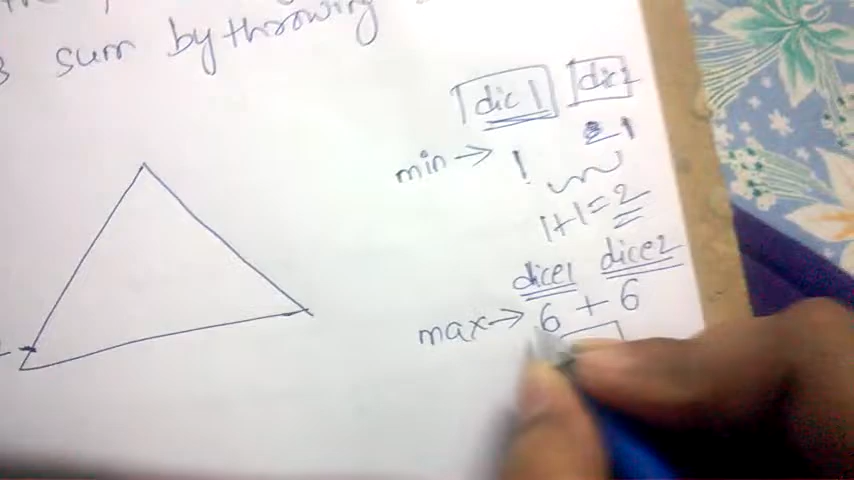 sum by throwing
dic 1 dic 2
min → 1 1
1+1=2
dice1 dice2
max → 6 + 6